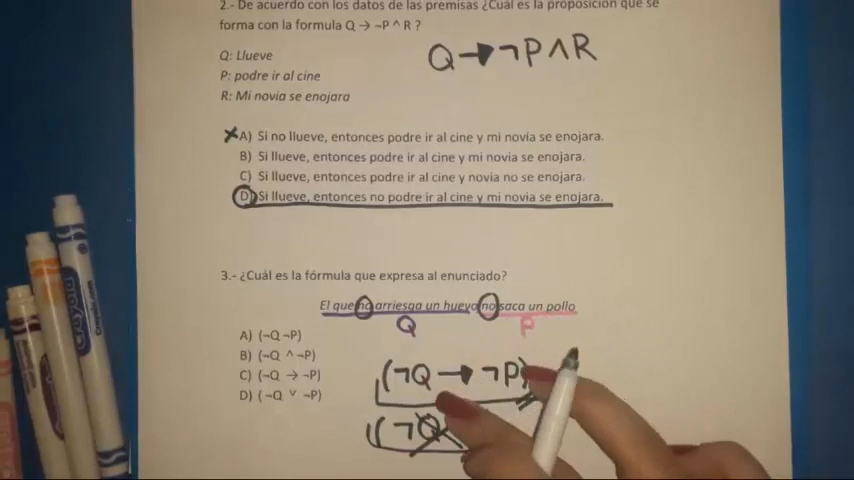 2.- De acuerdo con los datos de las premisas ¿Cuál es la proposición que se
forma con la formula Q → ¬P ^ R ?
Q → ¬P ∧ R
Q: Llueve
P: podre ir al cine
R: Mi novia se enojara
A) Si no llueve, entonces podre ir al cine y mi novia se enojara.
B) Si llueve, entonces podre ir al cine y mi novia se enojara.
C) Si llueve, entonces podre ir al cine y novia no se enojara.
D) Si llueve, entonces no podre ir al cine y mi novia se enojara.
3.- ¿Cuál es la fórmula que expresa al enunciado?
El que no arriesga un huevo no saca un pollo
Q P
A) (¬Q ¬P)
B) (¬Q ^ ¬P)
C) (¬Q → ¬P)
D) (¬Q ᵛ ¬P)
(¬Q → ¬P)
((¬Q
Crayola